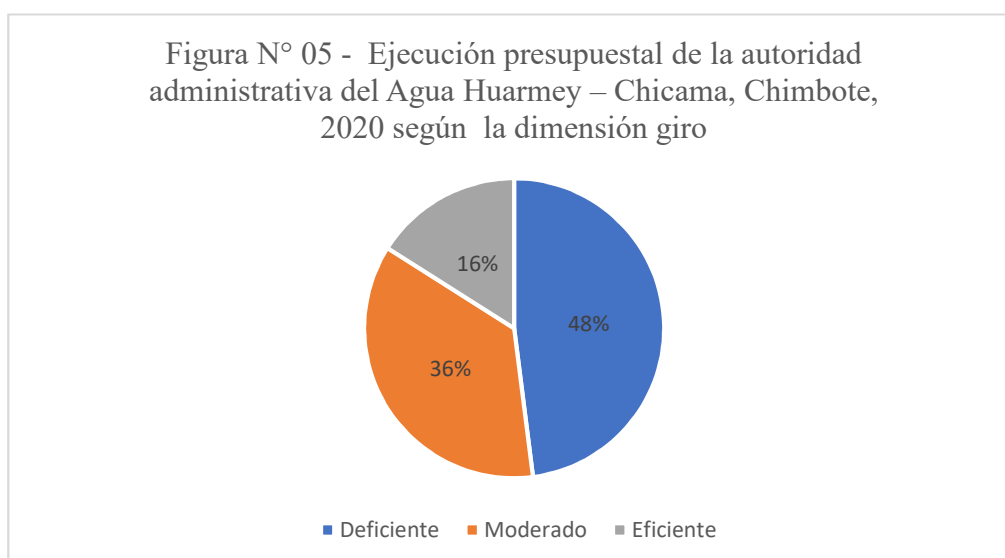 Figura N° 05 - Ejecución presupuestal de la autoridad
administrativa del Agua Huarmey – Chicama, Chimbote,
2020 según la dimensión giro
16%
48%
36%
Deficiente Moderado Eficiente